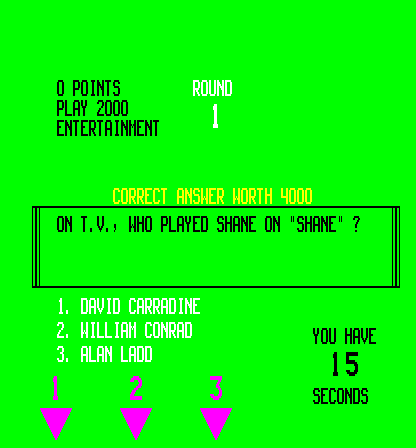 0 POINTS
ROUND
PLAY 2000
1
ENTERTAINMENT
CORRECT ANSWER WORTH 4000
ON T.V., WHO PLAYED SHANE ON "SHANE" ?
1. DAVID CARRADINE
2. WILLIAM CONRAD
3. ALAN LADD
YOU HAVE
15
SECONDS
1 2 3